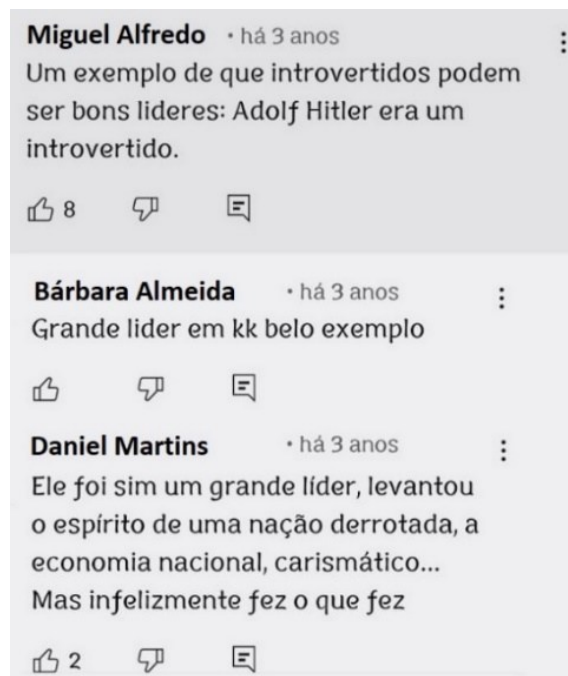 Miguel Alfredo • há 3 anos
Um exemplo de que introvertidos podem
ser bons lideres: Adolf Hitler era um
introvertido.
8
Bárbara Almeida • há 3 anos
Grande lider em kk belo exemplo
Daniel Martins • há 3 anos
Ele foi sim um grande líder, levantou
o espírito de uma nação derrotada, a
economia nacional, carismático...
Mas infelizmente fez o que fez
2